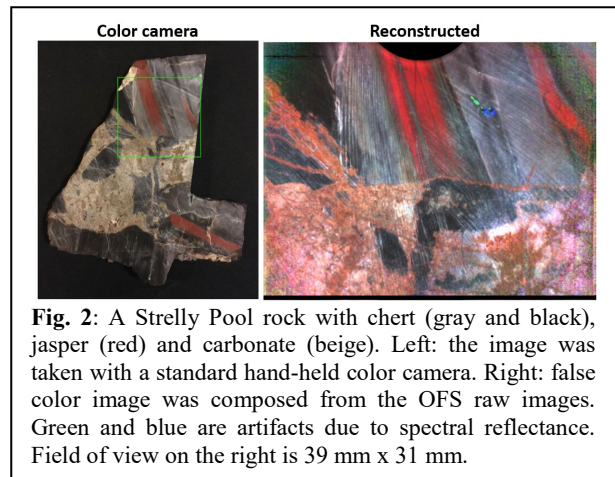 Color camera
Reconstructed
Fig. 2: A Strelly Pool rock with chert (gray and black),
jasper (red) and carbonate (beige). Left: the image was
taken with a standard hand-held color camera. Right: false
color image was composed from the OFS raw images.
Green and blue are artifacts due to spectral reflectance.
Field of view on the right is 39 mm x 31 mm.